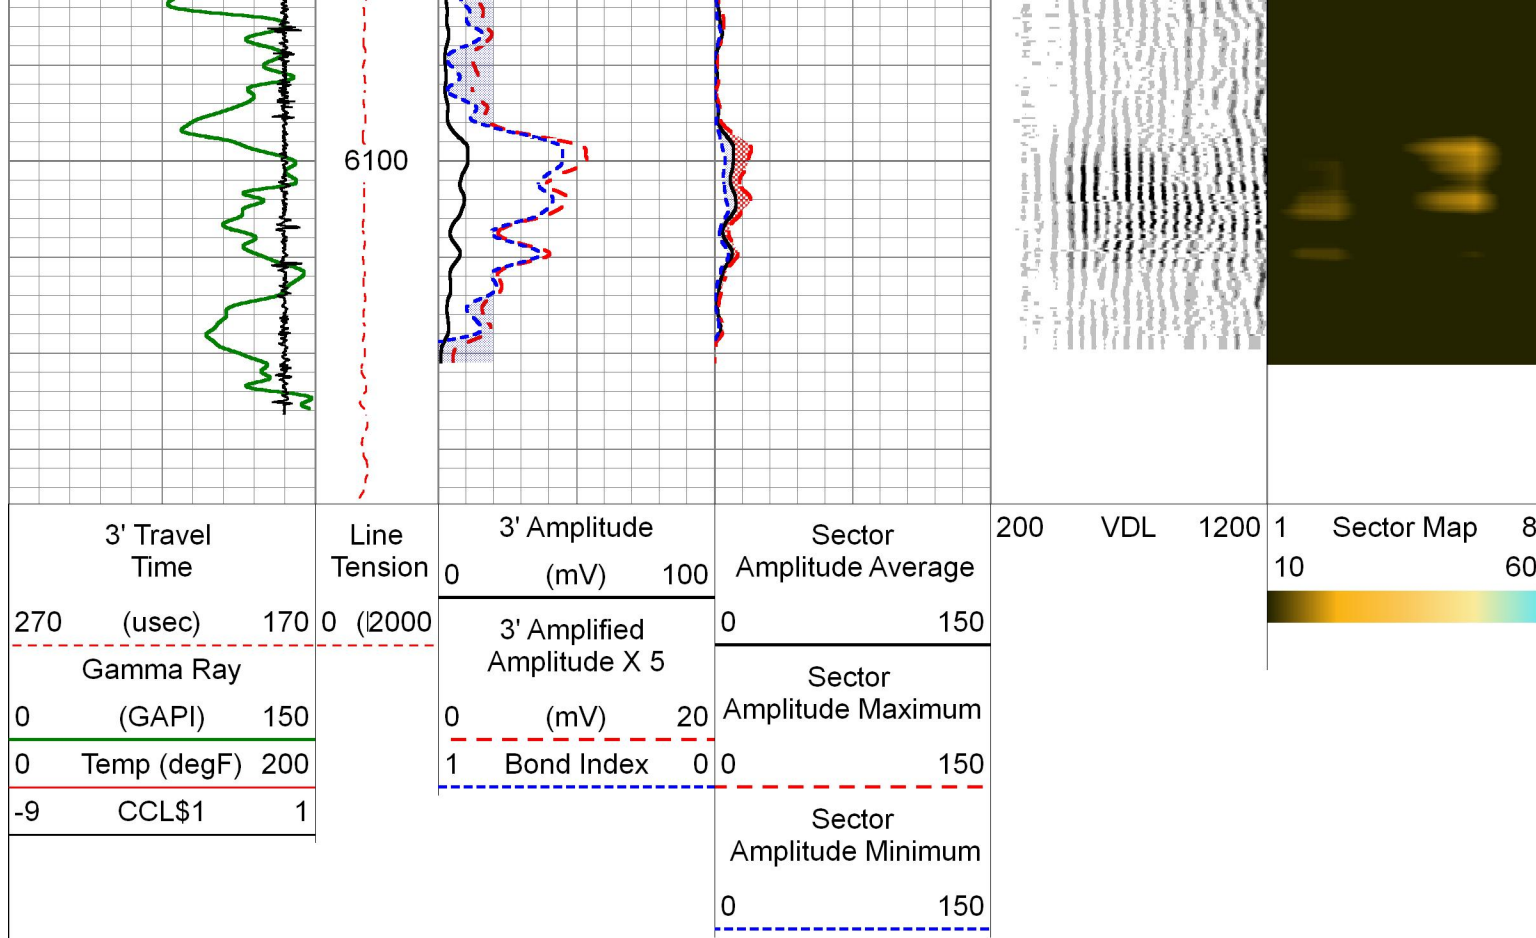 6100
3' Travel
Time
270 (usec) 170
Gamma Ray
0 (GAPI) 150
0 Temp (degF) 200
-9 CCL$1 1
Line
Tension
0 ( 2000
3' Amplitude
0 (mV) 100
3' Amplified
Amplitude X 5
0 (mV) 20
1 Bond Index 0
Sector
Amplitude Average
0 150
Sector
Amplitude Maximum
0 150
Sector
Amplitude Minimum
0 150
200 VDL 1200
1 Sector Map 8
10 60